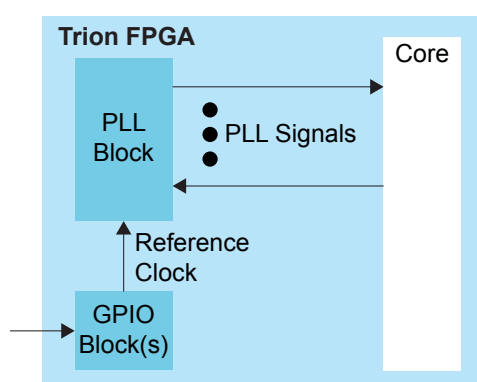 Trion FPGA
Core
PLL
Block
PLL Signals
Reference
Clock
GPIO
Block(s)